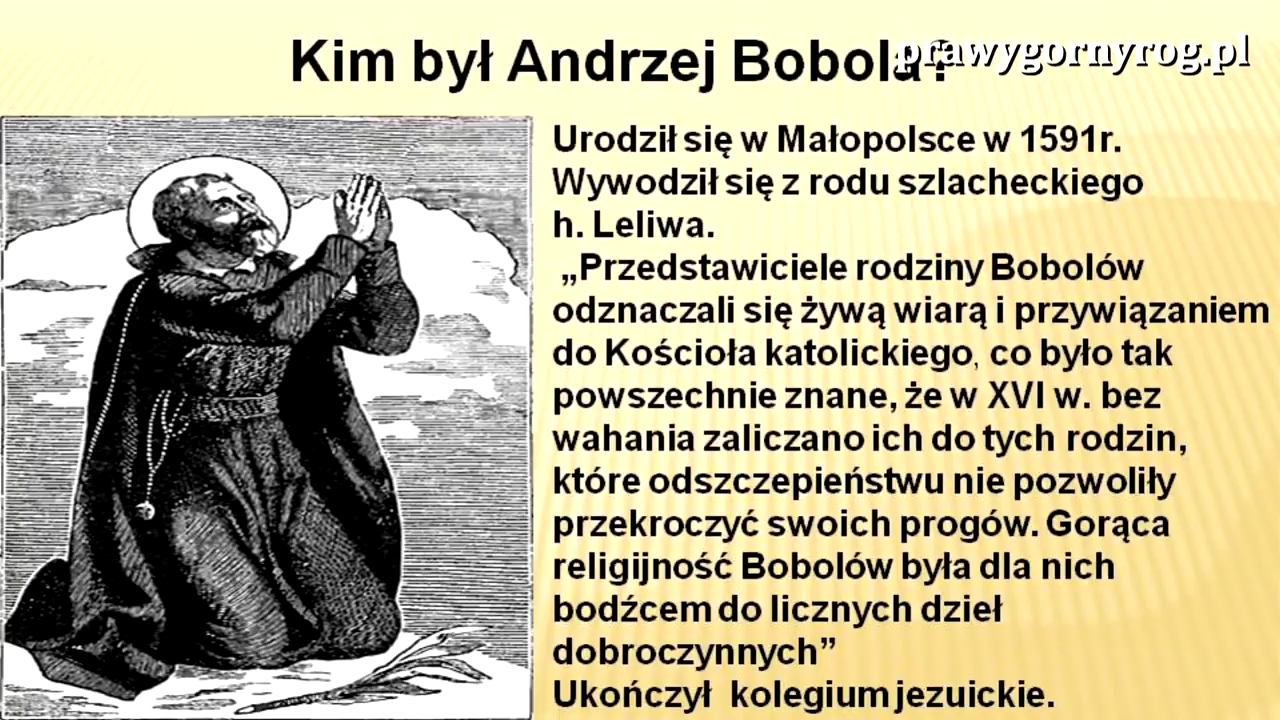 Kim był Andrzej Bobola?
prawygornyrog.pl
Urodził się w Małopolsce w 1591r.
Wywodził się z rodu szlacheckiego
h. Leliwa.
„Przedstawiciele rodziny Bobolów
odznaczali się żywą wiarą i przywiązaniem
do Kościoła katolickiego, co było tak
powszechnie znane, że w XVI w. bez
wahania zaliczano ich do tych rodzin,
które odszczepieństwu nie pozwoliły
przekroczyć swoich progów. Gorąca
religijność Bobolów była dla nich
bodźcem do licznych dzieł
dobroczynnych”
Ukończył kolegium jezuickie.